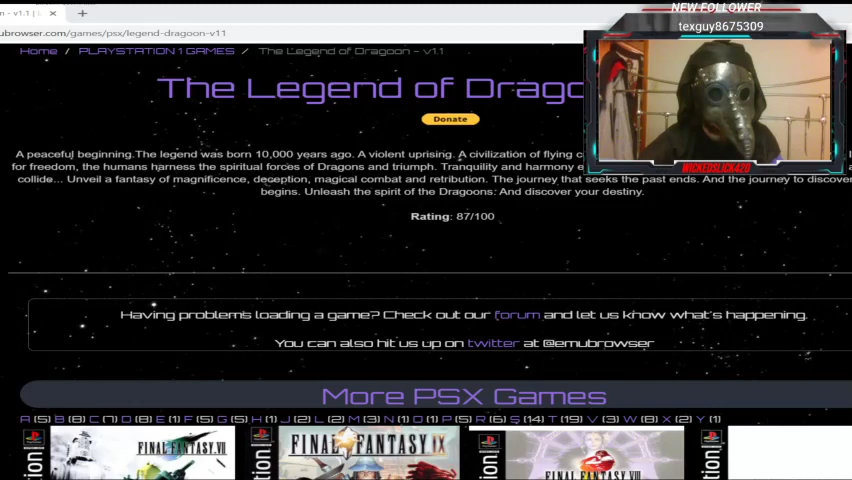 - v1.1 |
NEW FOLLOWER
texguy8675309
ubrowser.com/games/psx/legend-dragoon-v11
Home / PLAYSTATION 1 GAMES / The Legend of Dragoon - v1.1
The Legend of Drago
Donate
A peaceful beginning.The legend was born 10,000 years ago. A violent uprising. A civilization of flying
for freedom, the humans harness the spiritual forces of Dragons and triumph. Tranquility and harmony
collide... Unveil a fantasy of magnificence, deception, magical combat and retribution. The journey that seeks the past ends. And the journey to discover
begins. Unleash the spirit of the Dragoons. And discover your destiny.
WICKEDSLICK420
Rating: 87/100
Having problems loading a game? Check out our forum and let us know what's happening.
You can also hit us up on twitter at @emubrowser
More PSX Games
A (5) B (8) C (7) D (8) E (1) F (5) G (5) H (1) J (2) L (2) M (3) N (1) O (1) P (5) R (6) S (14) T (19) V (3) W (8) X (2) Y (1)
FINAL FANTASY VII
FINAL FANTASY IX
FINAL FANTASY VIII